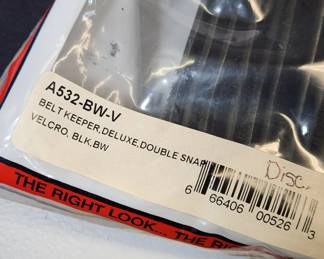 A532-BW-V
BELT KEEPER,DELUXE,DOUBLE SNAP
VELCRO, BLK,BW
Disc.
6 66406 00526 3
THE RIGHT LOOK... THE